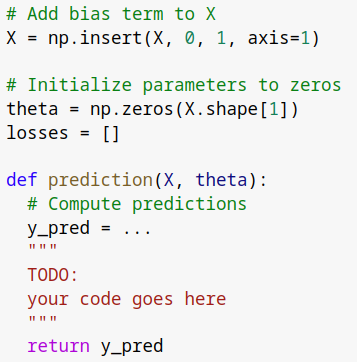 # Add bias term to X
X = np.insert(X, 0, 1, axis=1)

# Initialize parameters to zeros
theta = np.zeros(X.shape[1])
losses = []

def prediction(X, theta):
  # Compute predictions
  y_pred = ...
  """
  TODO:
  your code goes here
  """
  return y_pred